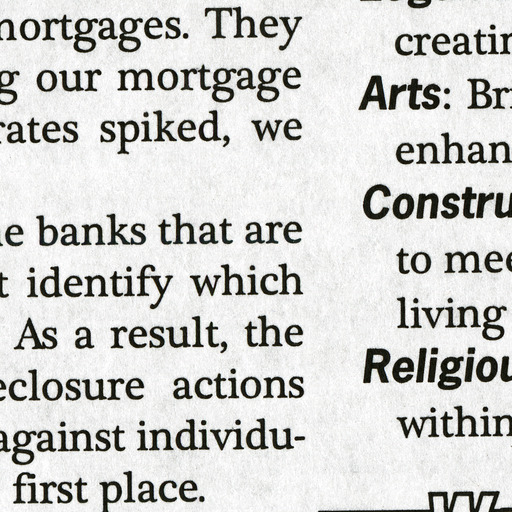 mortgages. They
g our mortgage
rates spiked, we
e banks that are
t identify which
As a result, the
eclosure actions
against individu-
first place.
creatin
Arts: Bri
enhan
Constru
to mee
living
Religiou
within